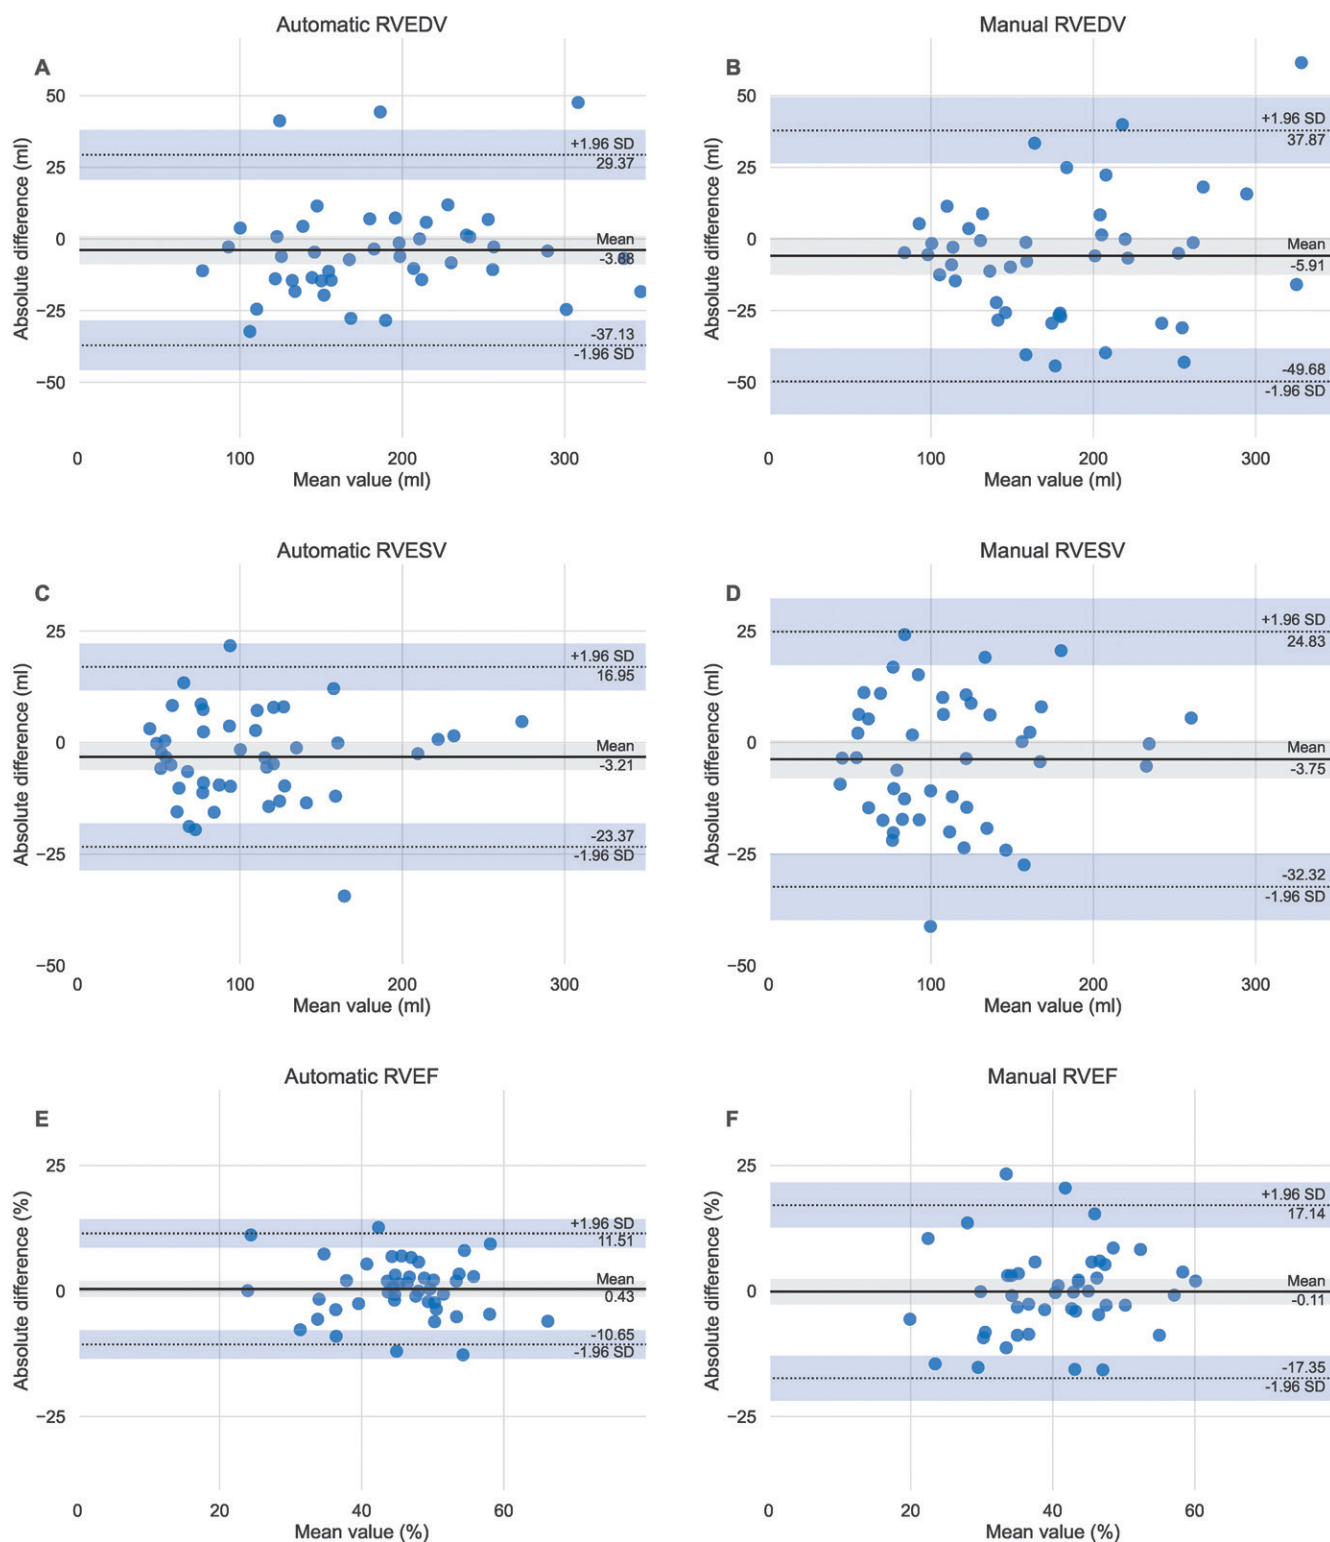 Automatic RVEDV
A
Absolute difference (ml)
50
25
0
−25
−50
+1.96 SD
29.37
Mean
-3.88
-37.13
-1.96 SD
0 100 200 300
Mean value (ml)
Manual RVEDV
B
Absolute difference (ml)
50
25
0
−25
−50
+1.96 SD
37.87
Mean
-5.91
-49.68
-1.96 SD
0 100 200 300
Mean value (ml)
Automatic RVESV
C
Absolute difference (ml)
25
0
−25
−50
+1.96 SD
16.95
Mean
-3.21
-23.37
-1.96 SD
0 100 200 300
Mean value (ml)
Manual RVESV
D
Absolute difference (ml)
25
0
−25
−50
+1.96 SD
24.83
Mean
-3.75
-32.32
-1.96 SD
0 100 200 300
Mean value (ml)
Automatic RVEF
E
Absolute difference (%)
25
0
−25
+1.96 SD
11.51
Mean
0.43
-10.65
-1.96 SD
0 20 40 60
Mean value (%)
Manual RVEF
F
Absolute difference (%)
25
0
−25
+1.96 SD
17.14
Mean
-0.11
-17.35
-1.96 SD
0 20 40 60
Mean value (%)